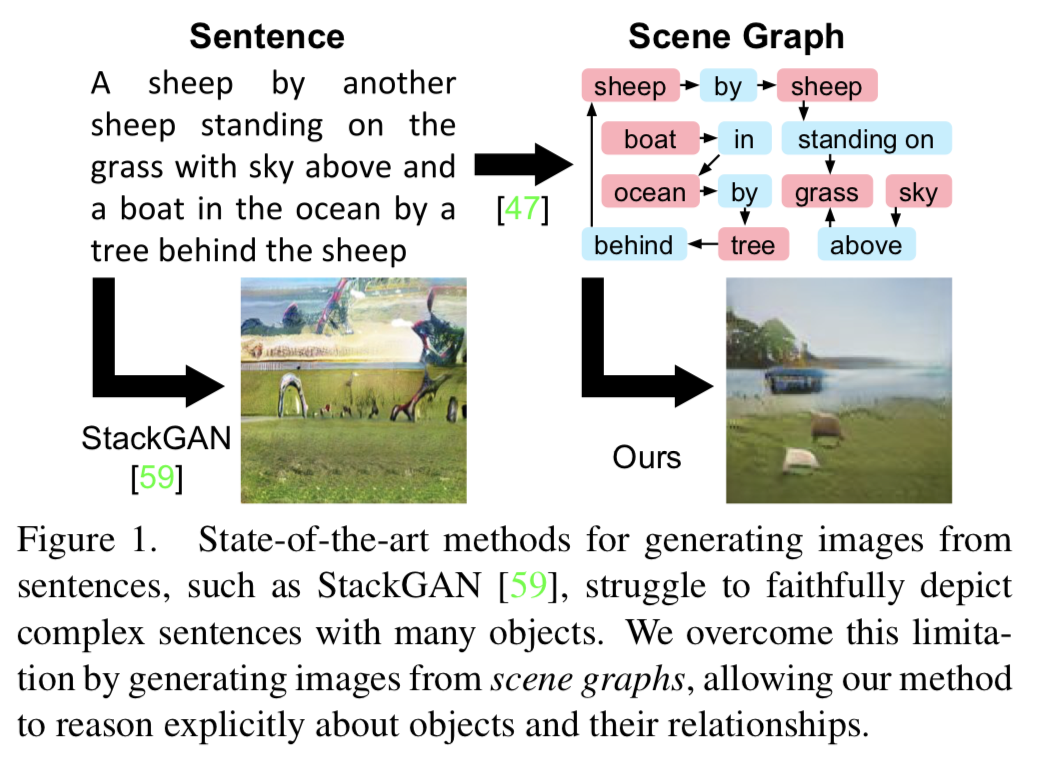 Sentence
A sheep by another
sheep standing on the
grass with sky above and
a boat in the ocean by a
tree behind the sheep
[47]
Scene Graph
sheep by sheep
boat in standing on
ocean by grass sky
behind tree above
StackGAN
[59]
Ours
Figure 1. State-of-the-art methods for generating images from
sentences, such as StackGAN [59], struggle to faithfully depict
complex sentences with many objects. We overcome this limita-
tion by generating images from scene graphs, allowing our method
to reason explicitly about objects and their relationships.